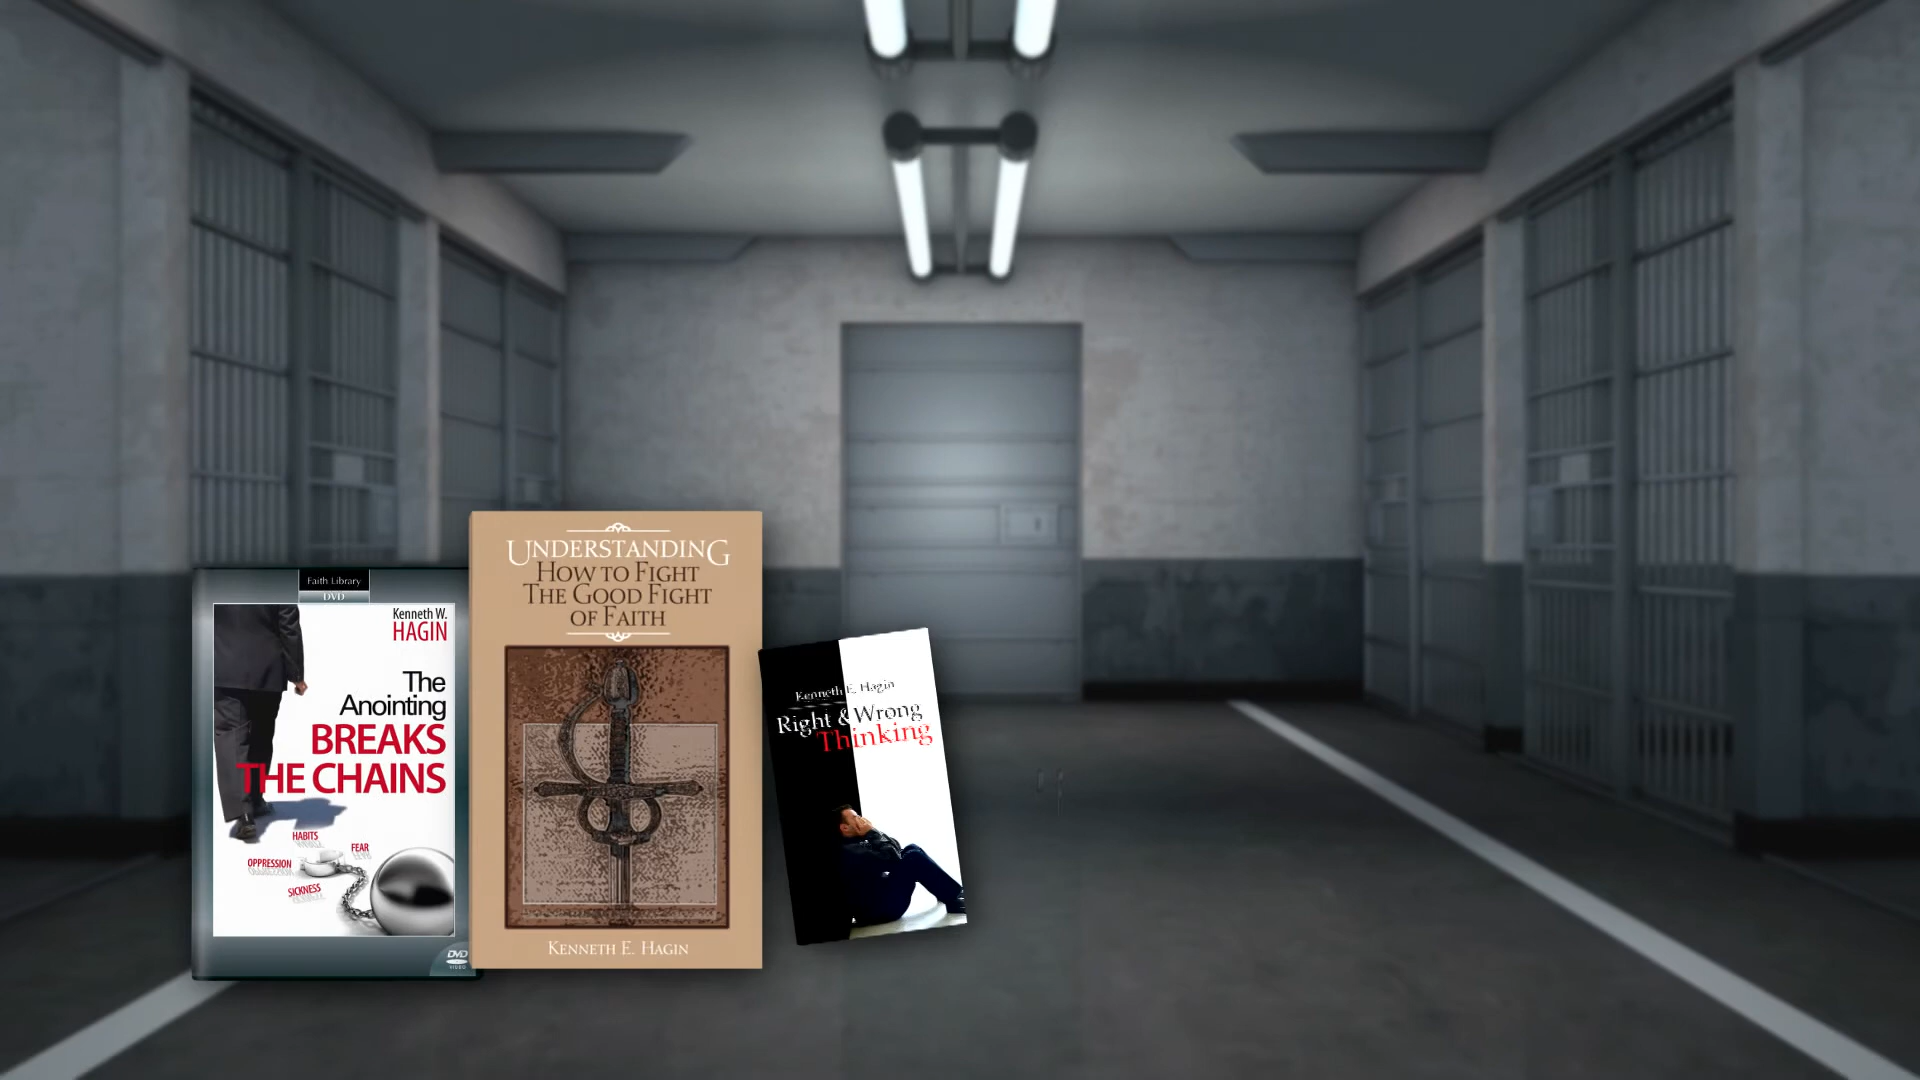 Faith Library
DVD
Kenneth W.
HAGIN
The
Anointing
BREAKS
THE CHAINS
HABITS
FEAR
OPPRESSION
SICKNESS
DVD
VIDEO
UNDERSTANDING
HOW TO FIGHT
THE GOOD FIGHT
OF FAITH
KENNETH E. HAGIN
Kenneth E. Hagin
Right & Wrong
Thinking